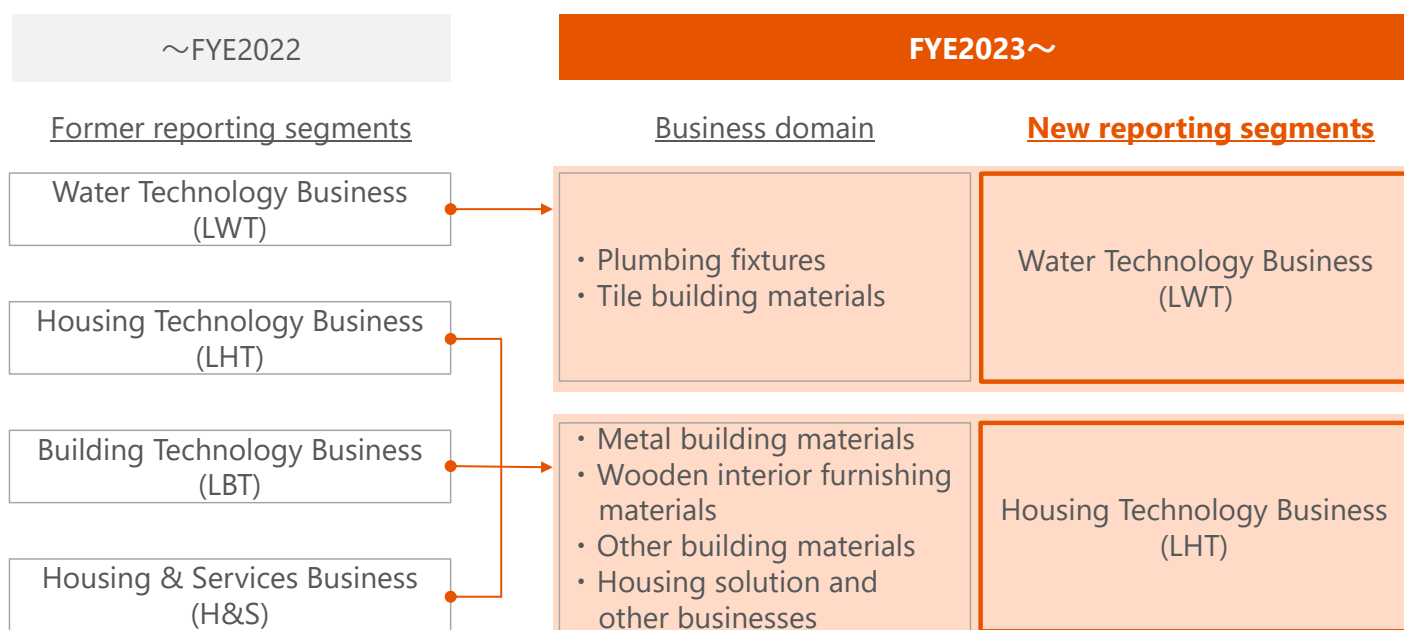 ～FYE2022
FYE2023～
Former reporting segments
Business domain
New reporting segments
Water Technology Business
(LWT)
Housing Technology Business
(LHT)
Building Technology Business
(LBT)
Housing & Services Business
(H&S)
・Plumbing fixtures
・Tile building materials
Water Technology Business
(LWT)
・Metal building materials
・Wooden interior furnishing
materials
・Other building materials
・Housing solution and
other businesses
Housing Technology Business
(LHT)